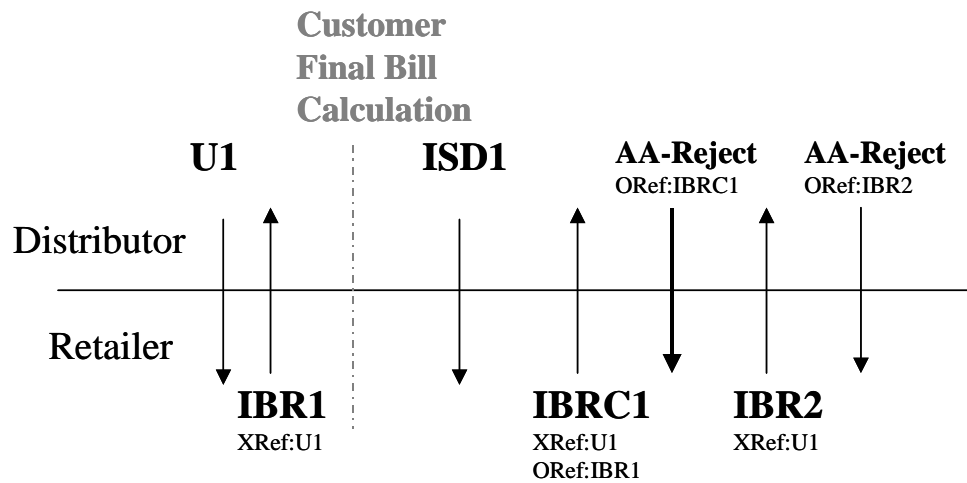 Customer
Final Bill
Calculation
U1
ISD1
AA-Reject
ORef:IBRC1
AA-Reject
ORef:IBR2
Distributor
Retailer
IBR1
XRef:U1
IBRC1
XRef:U1
ORef:IBR1
IBR2
XRef:U1